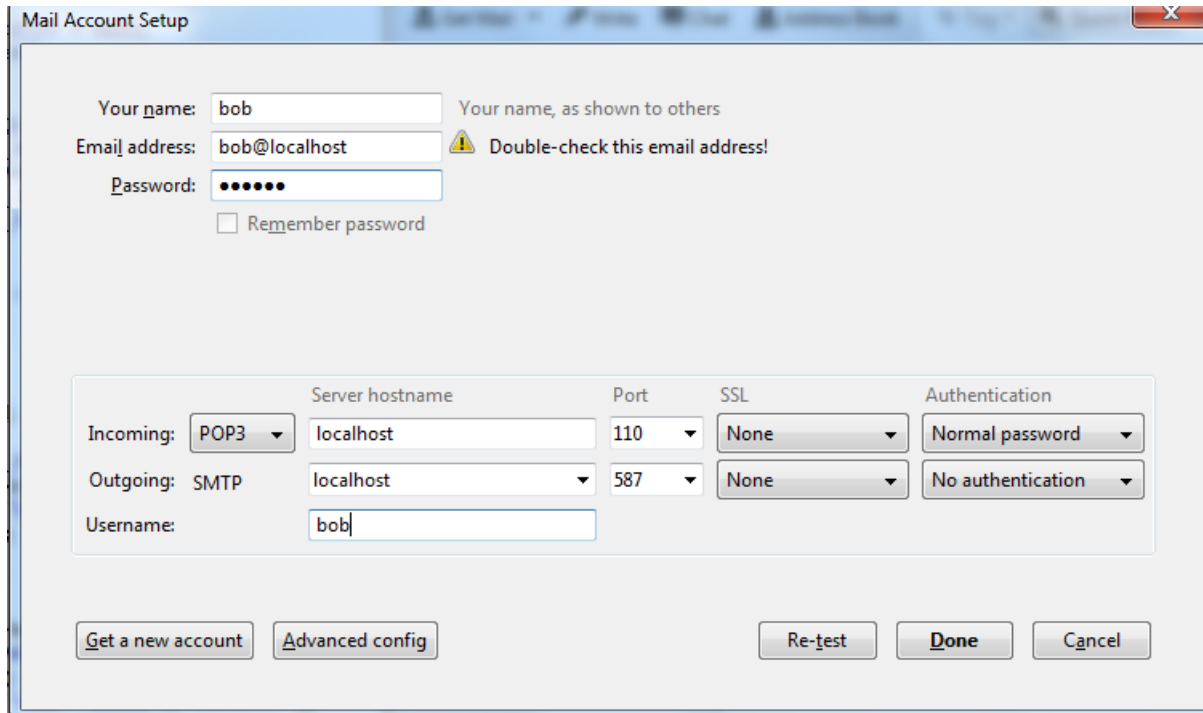 Mail Account Setup
Your name: bob Your name, as shown to others
Email address: bob@localhost Double-check this email address!
Password: ••••••
Remember password
Server hostname Port SSL Authentication
Incoming: POP3 localhost 110 None Normal password
Outgoing: SMTP localhost 587 None No authentication
Username: bob
Get a new account Advanced config Re-test Done Cancel